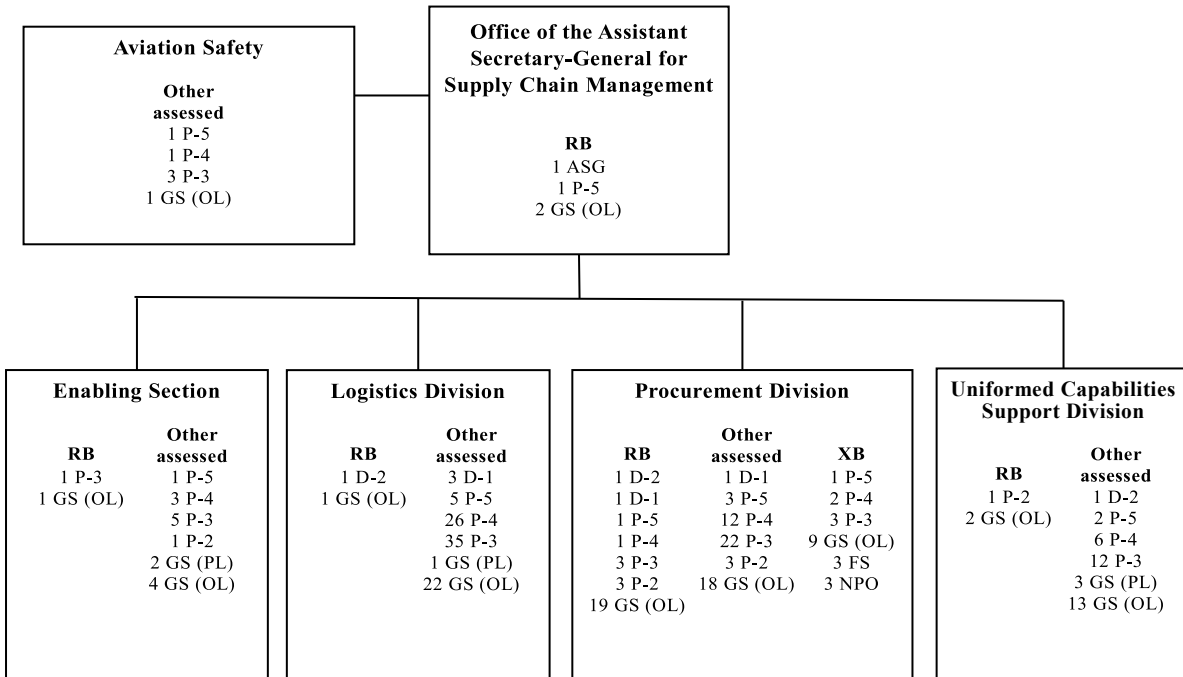 Aviation Safety
Other
assessed
1 P-5
1 P-4
3 P-3
1 GS (OL)
Office of the Assistant
Secretary-General for
Supply Chain Management
RB
1 ASG
1 P-5
2 GS (OL)
Enabling Section
RB
1 P-3
1 GS (OL)
Other
assessed
1 P-5
3 P-4
5 P-3
1 P-2
2 GS (PL)
4 GS (OL)
Logistics Division
RB
1 D-2
1 GS (OL)
Other
assessed
3 D-1
5 P-5
26 P-4
35 P-3
1 GS (PL)
22 GS (OL)
Procurement Division
RB
1 D-2
1 D-1
1 P-5
1 P-4
3 P-3
3 P-2
19 GS (OL)
Other
assessed
1 D-1
3 P-5
12 P-4
22 P-3
3 P-2
18 GS (OL)
XB
1 P-5
2 P-4
3 P-3
9 GS (OL)
3 FS
3 NPO
Uniformed Capabilities
Support Division
RB
1 P-2
2 GS (OL)
Other
assessed
1 D-2
2 P-5
6 P-4
12 P-3
3 GS (PL)
13 GS (OL)